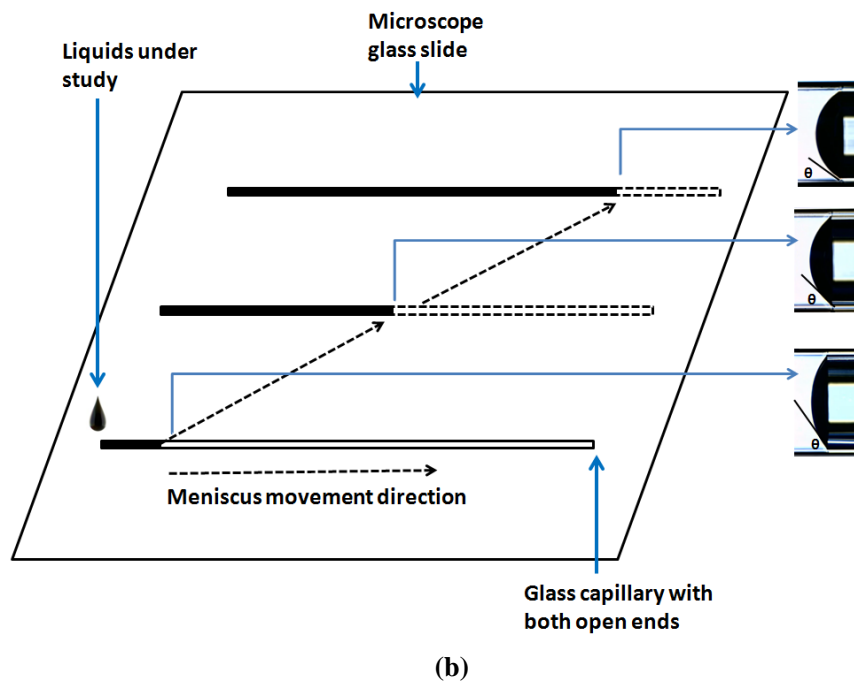 Microscope
glass slide
Liquids under
study
θ
θ
θ
Meniscus movement direction
Glass capillary with
both open ends
(b)